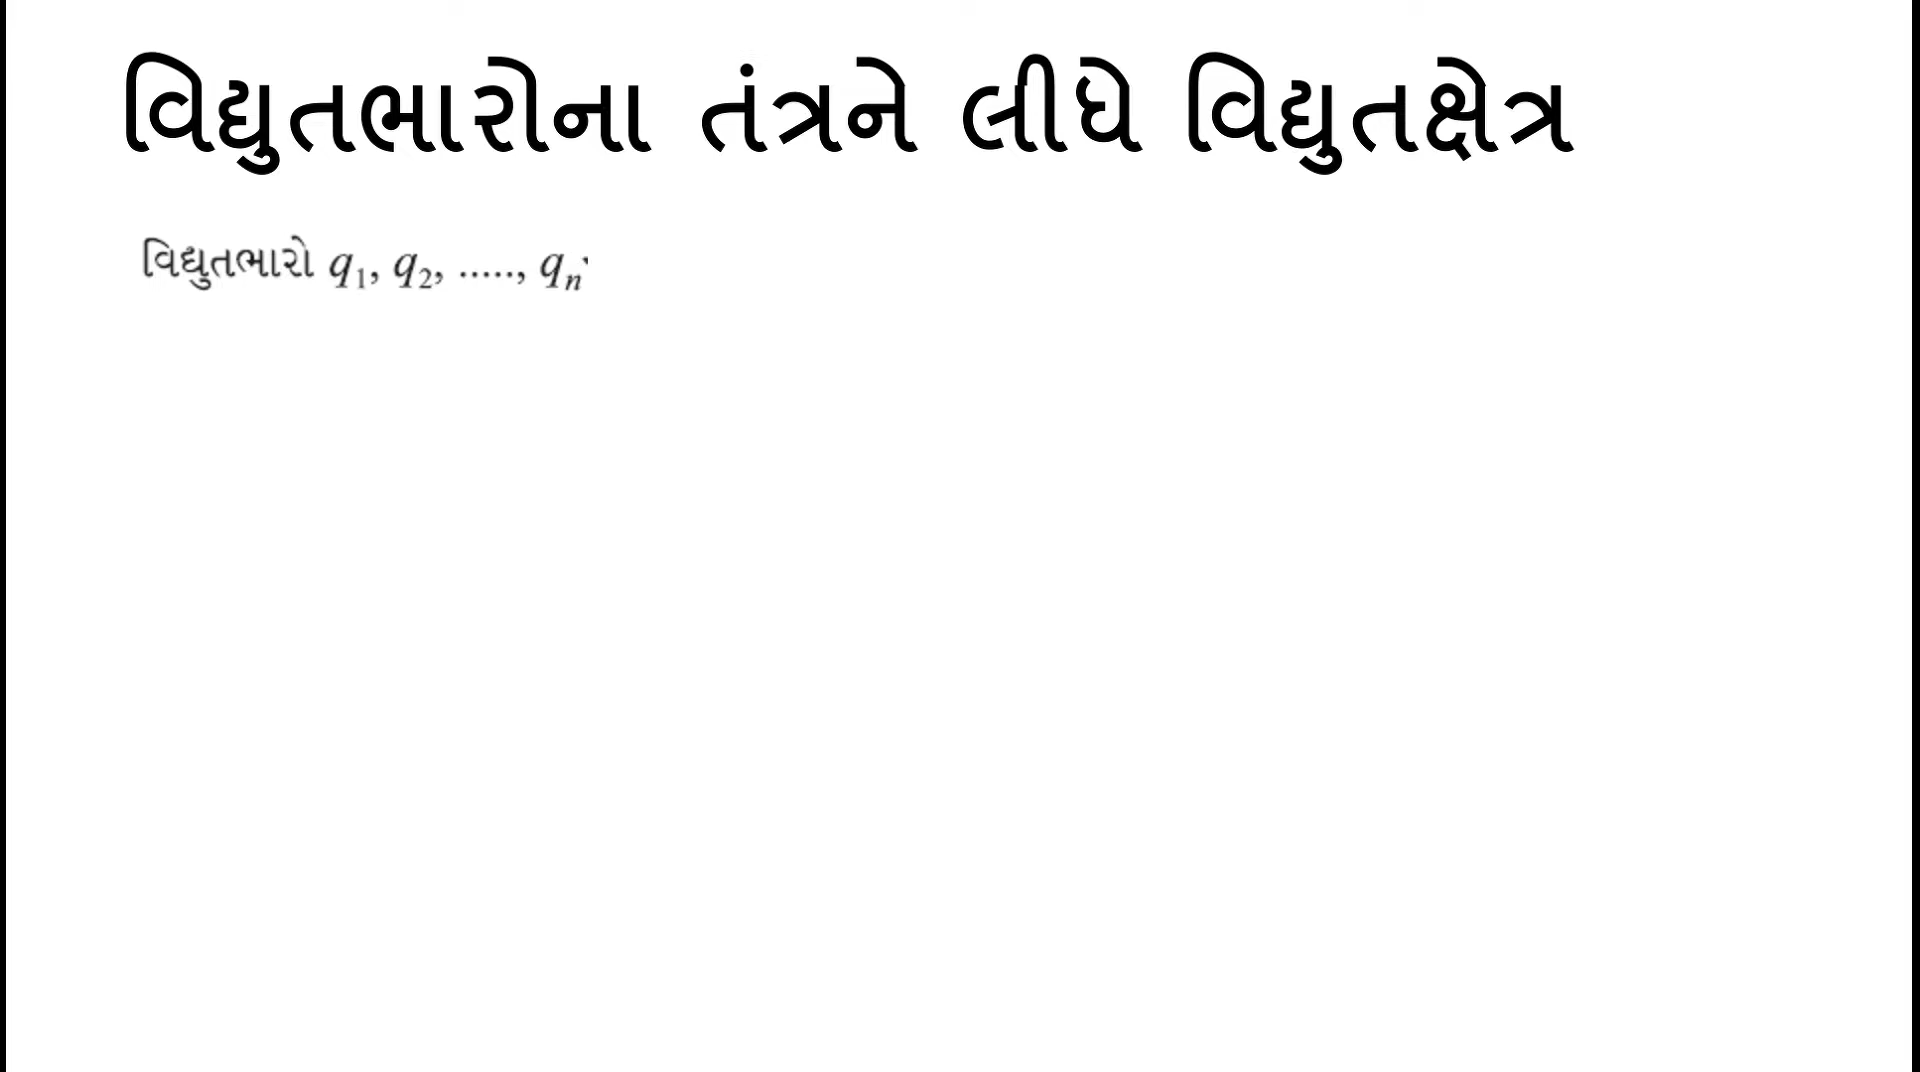 વિદ્યુતભારોના તંત્રને લીધે વિદ્યુતક્ષેત્ર
વિદ્યુતભારો q₁, q₂, ....., qₙ